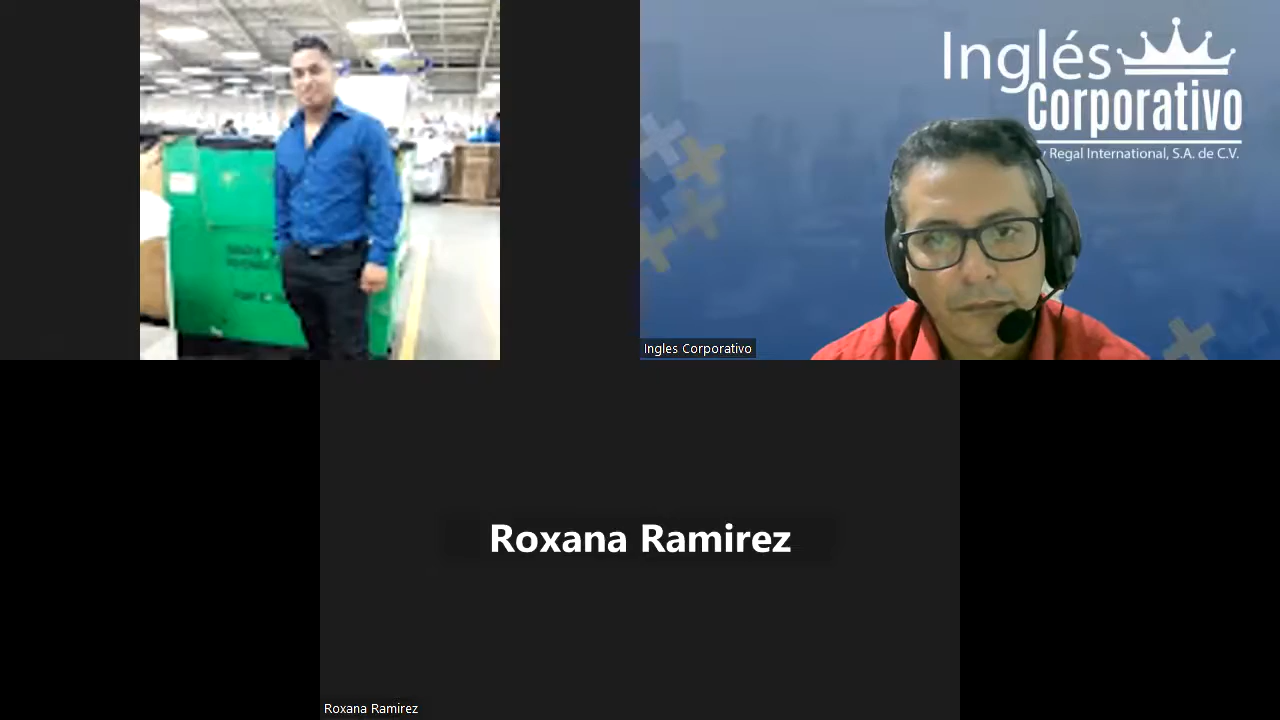 Inglés
Corporativo
y Regal International, S.A. de C.V.
Ingles Corporativo
Roxana Ramirez
Roxana Ramirez